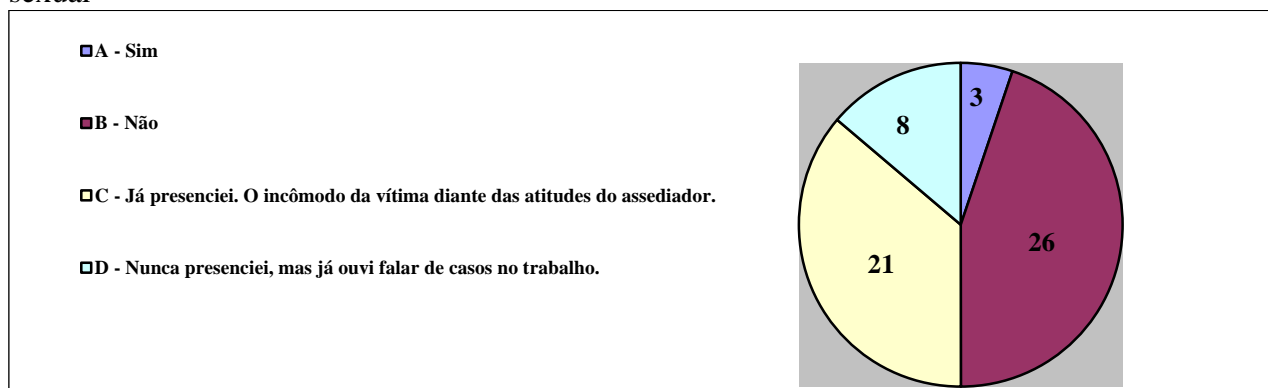 A - Sim
B - Não
C - Já presenciei. O incômodo da vítima diante das atitudes do assediador.
D - Nunca presenciei, mas já ouvi falar de casos no trabalho.
3
26
21
8